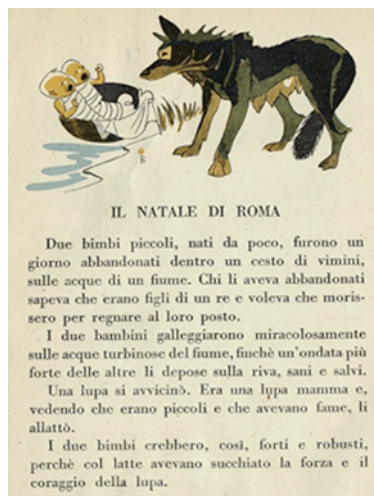 IL NATALE DI ROMA
Due bimbi piccoli, nati da poco, furono un
giorno abbandonati dentro un cesto di vimini,
sulle acque di un fiume. Chi li aveva abbandonati
sapeva che erano figli di un re e voleva che moris-
sero per regnare al loro posto.
I due bambini galleggiarono miracolosamente
sulle acque turbinose del fiume, finchè un'ondata più
forte delle altre li depose sulla riva, sani e salvi.
Una lupa si avvicinò. Era una lupa mamma e,
vedendo che erano piccoli e che avevano fame, li
allattò.
I due bimbi crebbero, così, forti e robusti,
perchè col latte avevano succhiato la forza e il
coraggio della lupa.